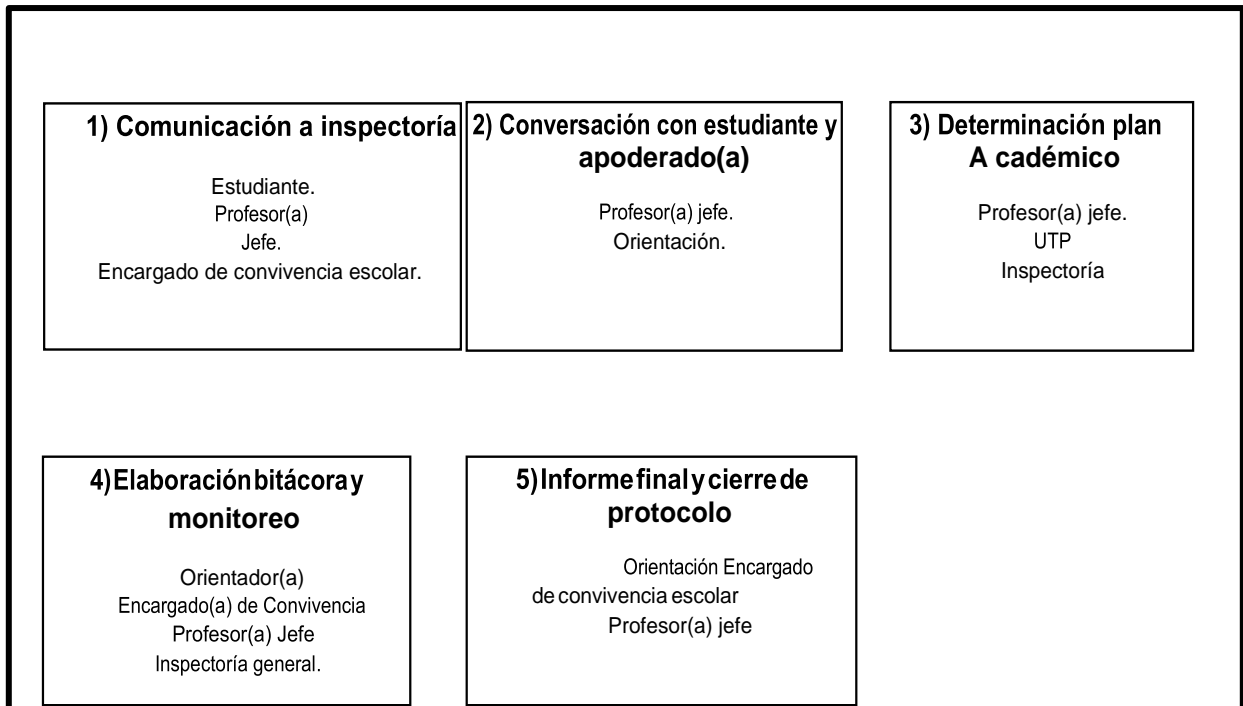 1) Comunicación a inspectoría
Estudiante.
Profesor(a)
Jefe.
Encargado de convivencia escolar.
2) Conversación con estudiante y
apoderado(a)
Profesor(a) jefe.
Orientación.
3) Determinación plan
A cadémico
Profesor(a) jefe.
UTP
Inspectoría
4)Elaboraciónbitácoray
monitoreo
Orientador(a)
Encargado(a) de Convivencia
Profesor(a) Jefe
Inspectoría general.
5)Informefinalycierrede
protocolo
Orientación Encargado
de convivencia escolar
Profesor(a) jefe